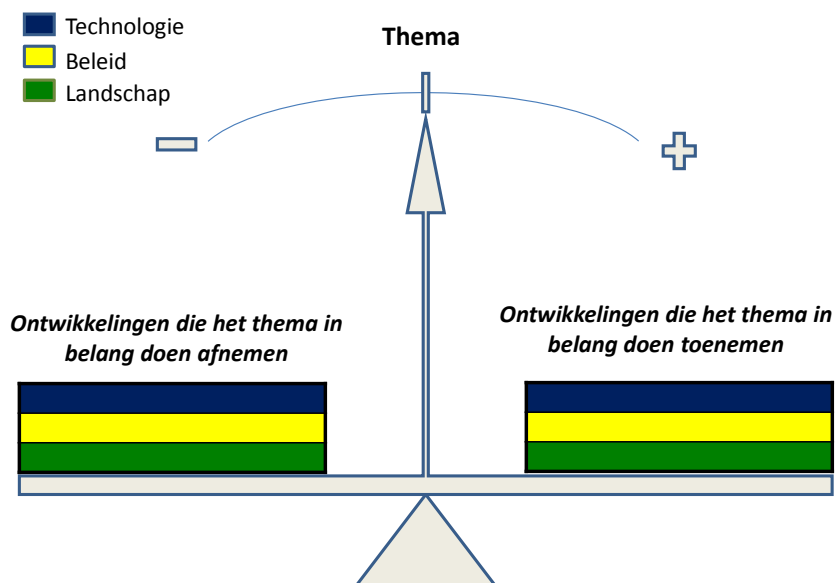 Technologie
Beleid
Landschap
Thema
Ontwikkelingen die het thema in
belang doen afnemen
Ontwikkelingen die het thema in
belang doen toenemen